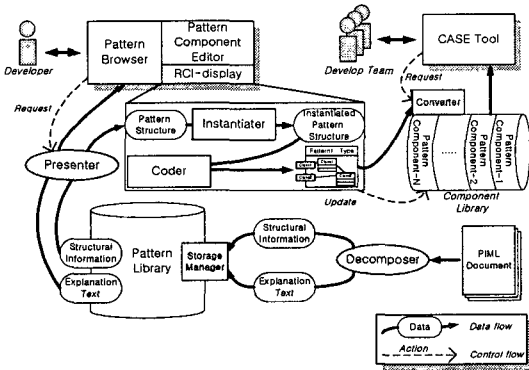 Pattern
Browser
Pattern
Component
Editor
RCI-display
Developer
Request
Develop Team
CASE Tool
Request
Converter
Pattern
Structure
Instantiater
Instantiated
Pattern
Structure
Coder
Pattern Type
Update
Presenter
Pattern
Component-N
......
Pattern
Component-2
Pattern
Component-1
Component
Library
Structural
Information
Explanation
Text
Pattern
Library
Storage
Manager
Structural
Information
Explanation
Text
Decomposer
PIML
Document
Data
Data flow
Action
Control flow